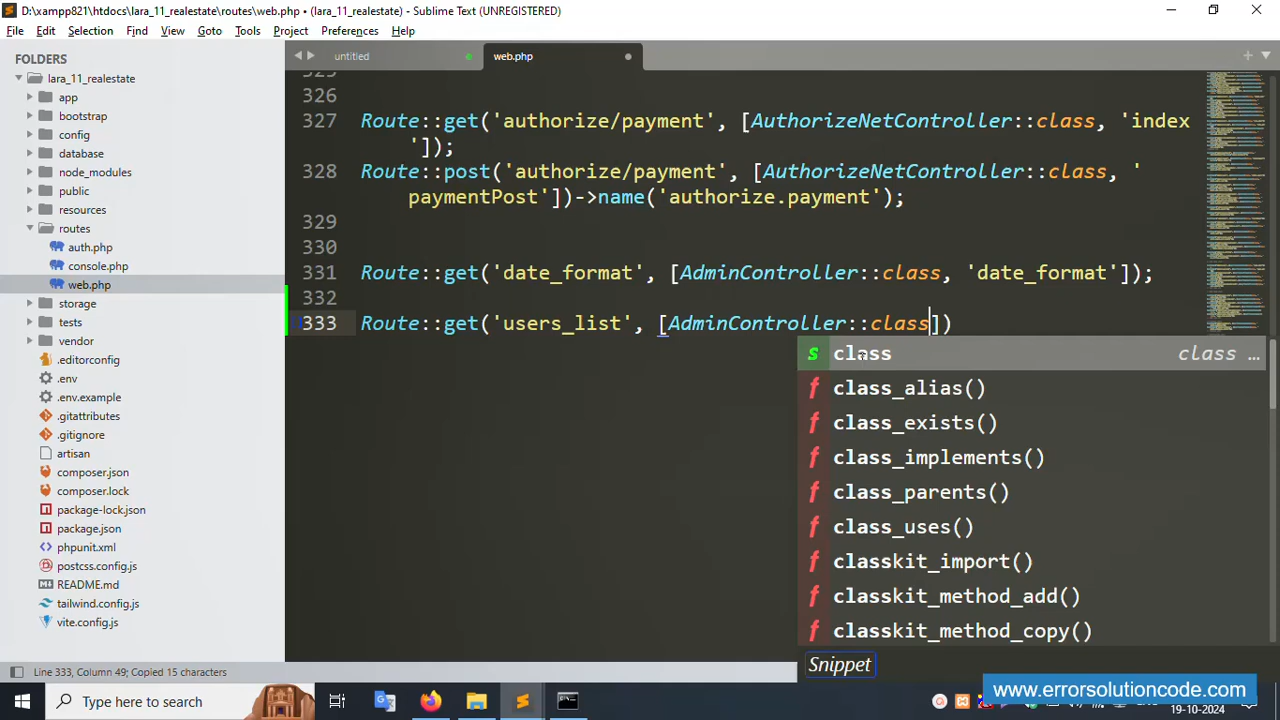 D:\xampp821\htdocs\lara_11_realestate\routes\web.php • (lara_11_realestate) - Sublime Text (UNREGISTERED)
File Edit Selection Find View Goto Tools Project Preferences Help
FOLDERS
lara_11_realestate
app
bootstrap
config
database
node_modules
public
resources
routes
auth.php
console.php
web.php
storage
tests
vendor
.editorconfig
.env
.env.example
.gitattributes
.gitignore
artisan
composer.json
composer.lock
package-lock.json
package.json
phpunit.xml
postcss.config.js
README.md
tailwind.config.js
vite.config.js
untitled
web.php
325
326
327 Route::get('authorize/payment', [AuthorizeNetController::class, 'index
']);
328 Route::post('authorize/payment', [AuthorizeNetController::class, '
paymentPost'])->name('authorize.payment');
329
330
331 Route::get('date_format', [AdminController::class, 'date_format']);
332
333 Route::get('users_list', [AdminController::class])
class class …
class_alias()
class_exists()
class_implements()
class_parents()
class_uses()
classkit_import()
classkit_method_add()
classkit_method_copy()
Snippet
Line 333, Column 49; Copied 15 characters
Type here to search
www.errorsolutioncode.com
19-10-2024